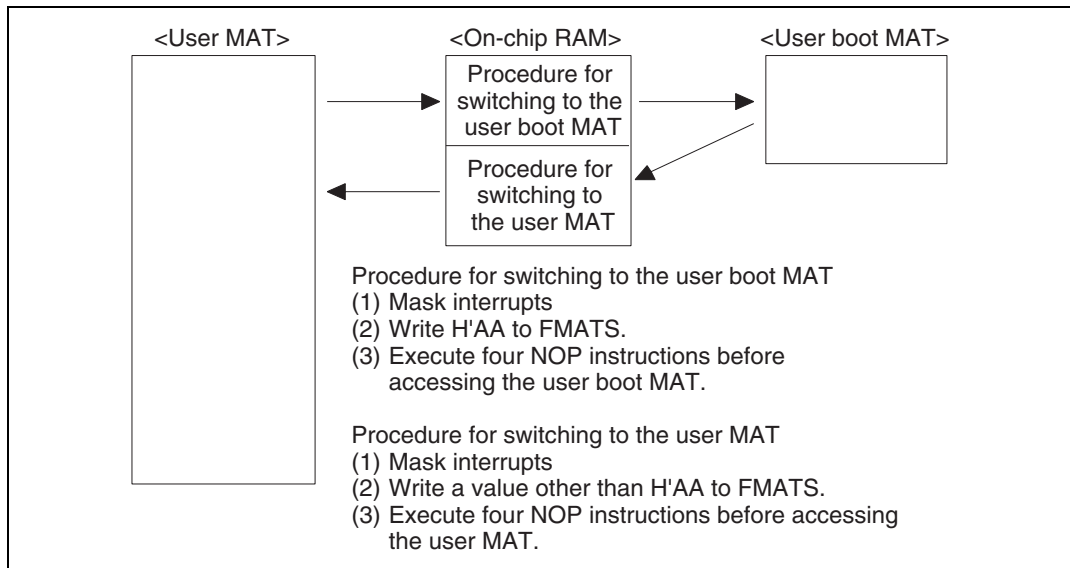 <User MAT>
<On-chip RAM>
<User boot MAT>
Procedure for
switching to the
user boot MAT
Procedure for
switching to
the user MAT
Procedure for switching to the user boot MAT
(1) Mask interrupts
(2) Write H'AA to FMATS.
(3) Execute four NOP instructions before
accessing the user boot MAT.
Procedure for switching to the user MAT
(1) Mask interrupts
(2) Write a value other than H'AA to FMATS.
(3) Execute four NOP instructions before accessing
the user MAT.